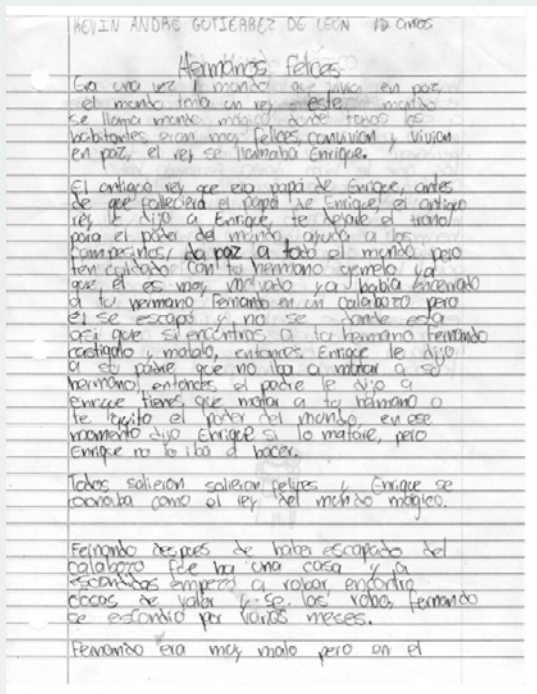 KEVIN ANDRE GUTIERREZ DE LEON 12 años
Hermanos felices
Era una vez 1 mundo que vivia en paz,
el mundo tenia un rey, este mundo
se llama mundo mágico donde todos los
habitantes eran muy felices, convivian y vivian
en paz, el rey se llamaba Enrique.
El antiguo rey que era papá de Enrique, antes
de que falleciera el papá de Enrique, el antiguo
rey le dijo a Enrique, te dejare el trono/
para el poder del mundo, ayuda a los
campesinos/ da paz a todo el mundo pero
ten cuidado con tu hermano gemelo ya
que, el es muy malvado ya habia encerrado
a tu hermano Fernando en un calabozo pero
el se escapó y no se donde esta
asi que si encontros a tu hermano Fernando
castigalo y matalo, entonces Enrique le dijo
a su padre que no iba a matar a su
hermano, entonces el padre le dijo a
enrique tienes que matar a tu hermano o
te quito el poder del mundo, en ese
momento dijo Enrique si lo matare, pero
Enrique no lo iba a hacer.
Todos salieron salieron felices y Enrique se
coonaba como el rey del mundo mágico.
Fernando despues de haber escapado del
calabozo fue ha una casa y a
escondidas empezó a robar, encontro
cocas de valor y se los robo, Fernando
se escondio por varios meses.
Fernando era muy malo pero en el